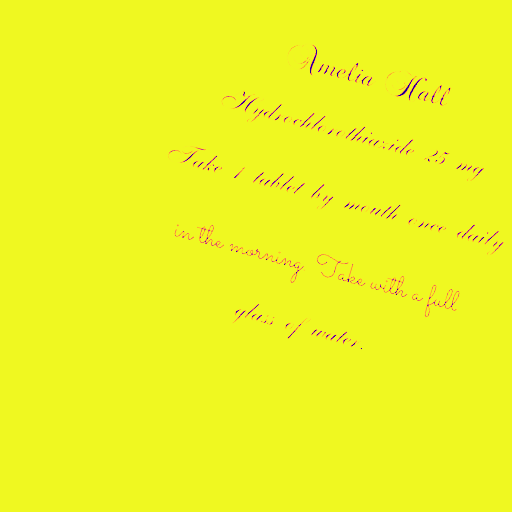 Amelia Hall
Hydrochlorothiazide 25 mg
Take 1 tablet by mouth once daily
in the morning Take with a full
glass of water.